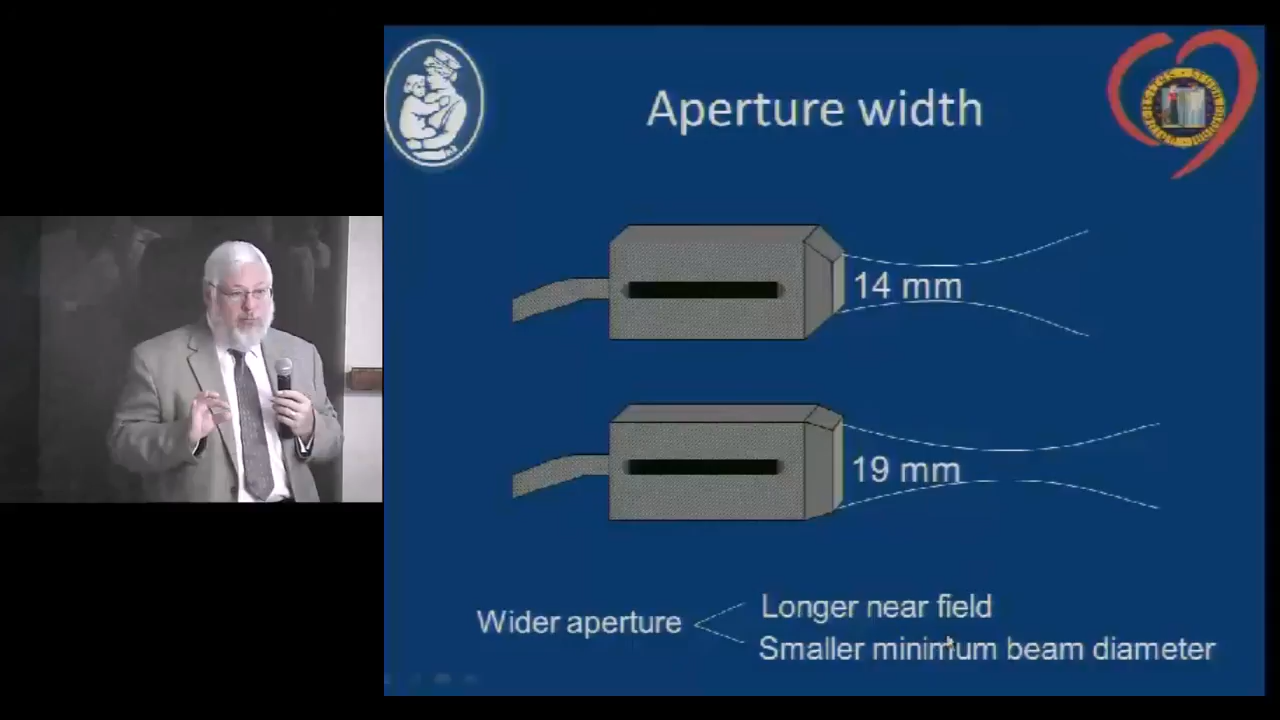 Aperture width
14 mm
19 mm
Wider aperture
Longer near field
Smaller minimum beam diameter